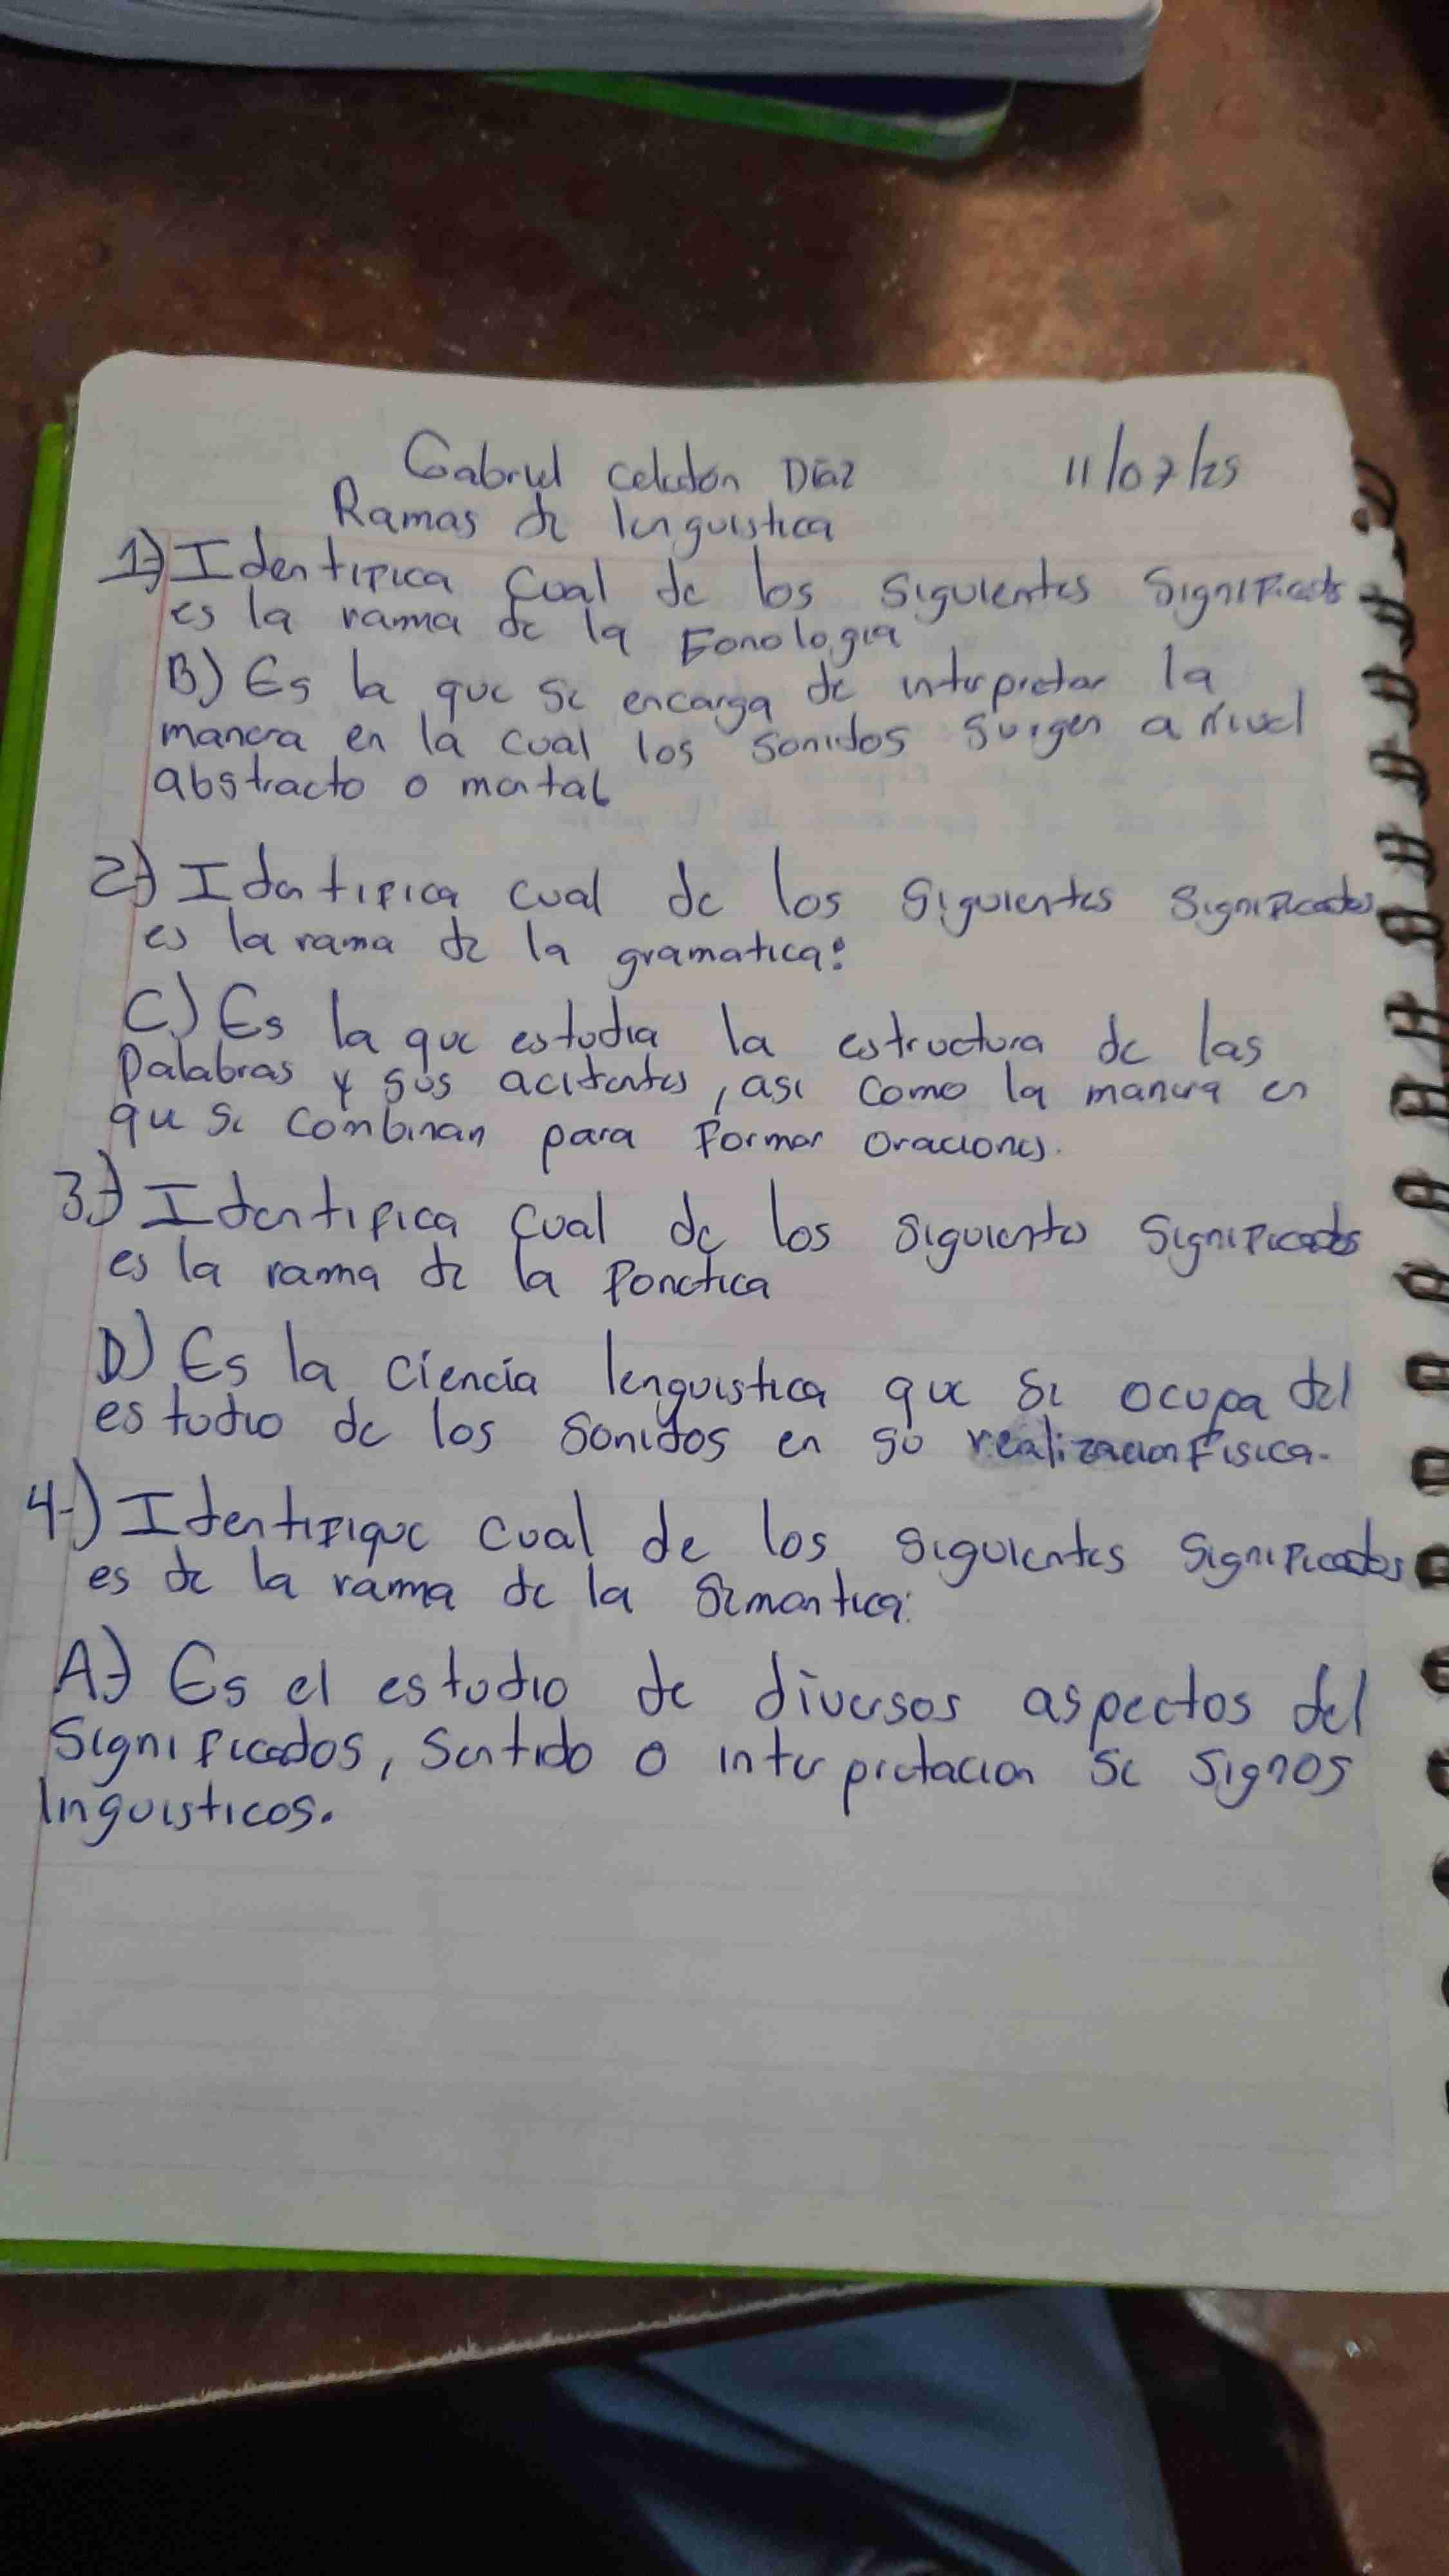 Gabriel Celedon Díaz 11/07/25
Ramas de linguistica
1-) Identifica cual de los siguientes significados
es la rama de la Fonologia
B) Es la que se encarga de interpretar la
manera en la cual los sonidos surgen a nivel
abstracto o mental
2-) Identifica cual de los siguientes significados
es la rama de la gramatica:
C) Es la que estudia la estructura de las
palabras y sus acitentes, asi como la manera en
que se combinan para formar oraciones.
3-) Identifica cual de los siguientes significados
es la rama de la fonetica
D) Es la ciencia lenguistica que se ocupa del
estudio de los sonidos en su realizacion Fisica.
4-) Identifique cual de los siguientes significados
es de la rama de la semantica:
A-) Es el estudio de diversos aspectos del
significados, sentido o interpretacion se signos
linguisticos.